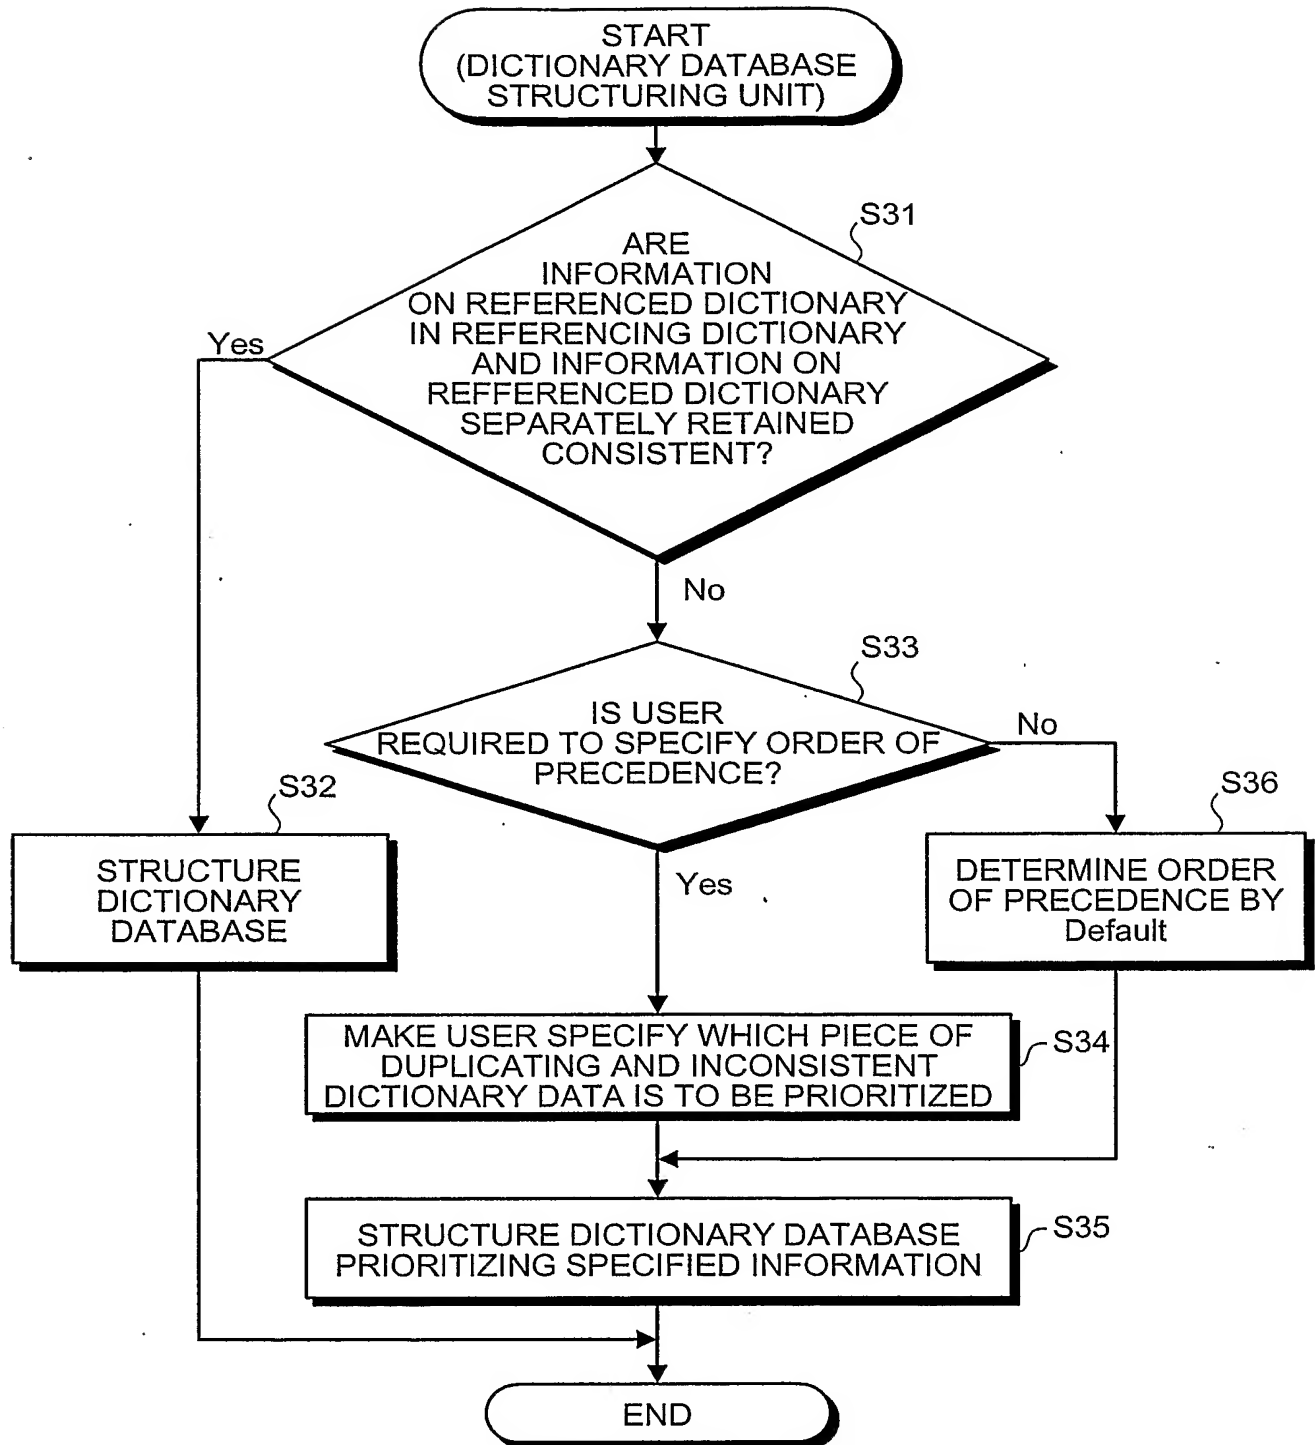 START
(DICTIONARY DATABASE
STRUCTURING UNIT)
S31
ARE
INFORMATION
ON REFERENCED DICTIONARY
IN REFERENCING DICTIONARY
AND INFORMATION ON
REFFERENCED DICTIONARY
SEPARATELY RETAINED
CONSISTENT?
Yes
No
S33
IS USER
REQUIRED TO SPECIFY ORDER OF
PRECEDENCE?
No
Yes
S32
STRUCTURE
DICTIONARY
DATABASE
S36
DETERMINE ORDER
OF PRECEDENCE BY
Default
MAKE USER SPECIFY WHICH PIECE OF
DUPLICATING AND INCONSISTENT
DICTIONARY DATA IS TO BE PRIORITIZED
S34
STRUCTURE DICTIONARY DATABASE
PRIORITIZING SPECIFIED INFORMATION
S35
END